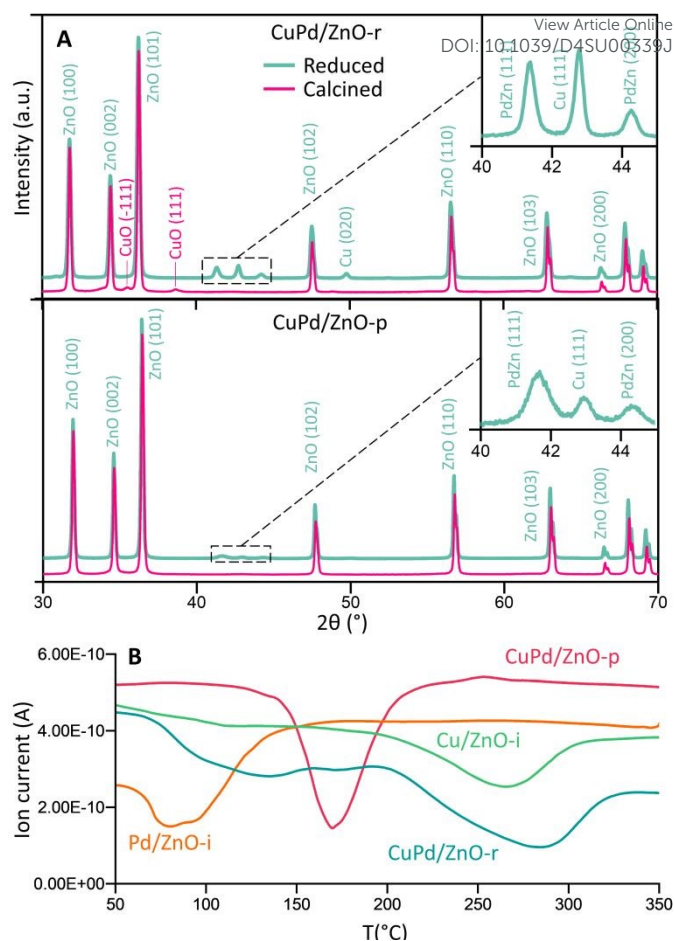 A
CuPd/ZnO-r
View Article Online
DOI: 10.1039/D4SU00339J
Reduced
Calcined
Intensity (a.u.)
ZnO (100)
ZnO (002)
ZnO (101)
CuO (-111)
CuO (111)
ZnO (102)
Cu (020)
ZnO (110)
ZnO (103)
ZnO (200)
PdZn (111)
Cu (111)
PdZn (200)
40 42 44
CuPd/ZnO-p
ZnO (100)
ZnO (002)
ZnO (101)
ZnO (102)
ZnO (110)
ZnO (103)
ZnO (200)
PdZn (111)
Cu (111)
PdZn (200)
40 42 44
30 40 50 60 70
2θ (°)
B
6.00E-10
4.00E-10
2.00E-10
0.00E+00
Ion current (A)
CuPd/ZnO-p
Cu/ZnO-i
Pd/ZnO-i
CuPd/ZnO-r
50 100 150 200 250 300 350
T(°C)